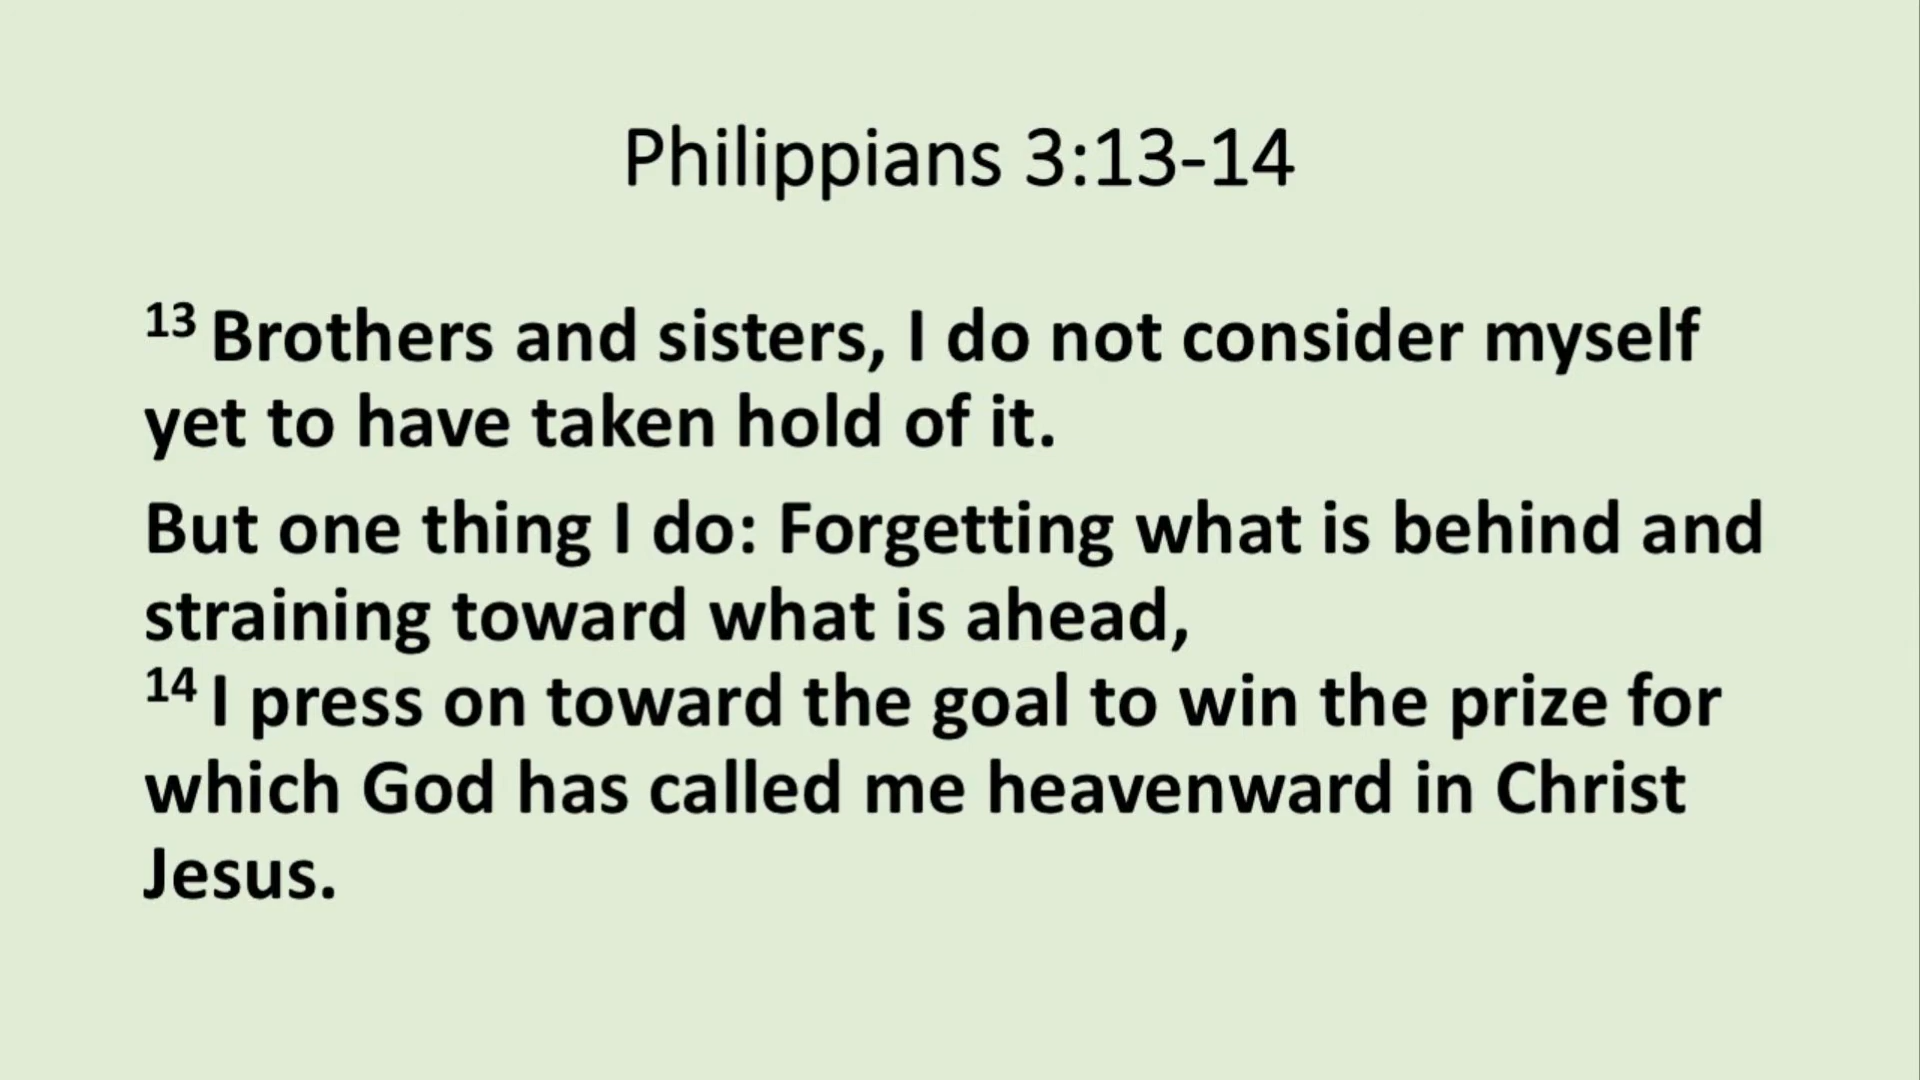 Philippians 3:13-14
13 Brothers and sisters, I do not consider myself
yet to have taken hold of it.
But one thing I do: Forgetting what is behind and
straining toward what is ahead,
14 I press on toward the goal to win the prize for
which God has called me heavenward in Christ
Jesus.